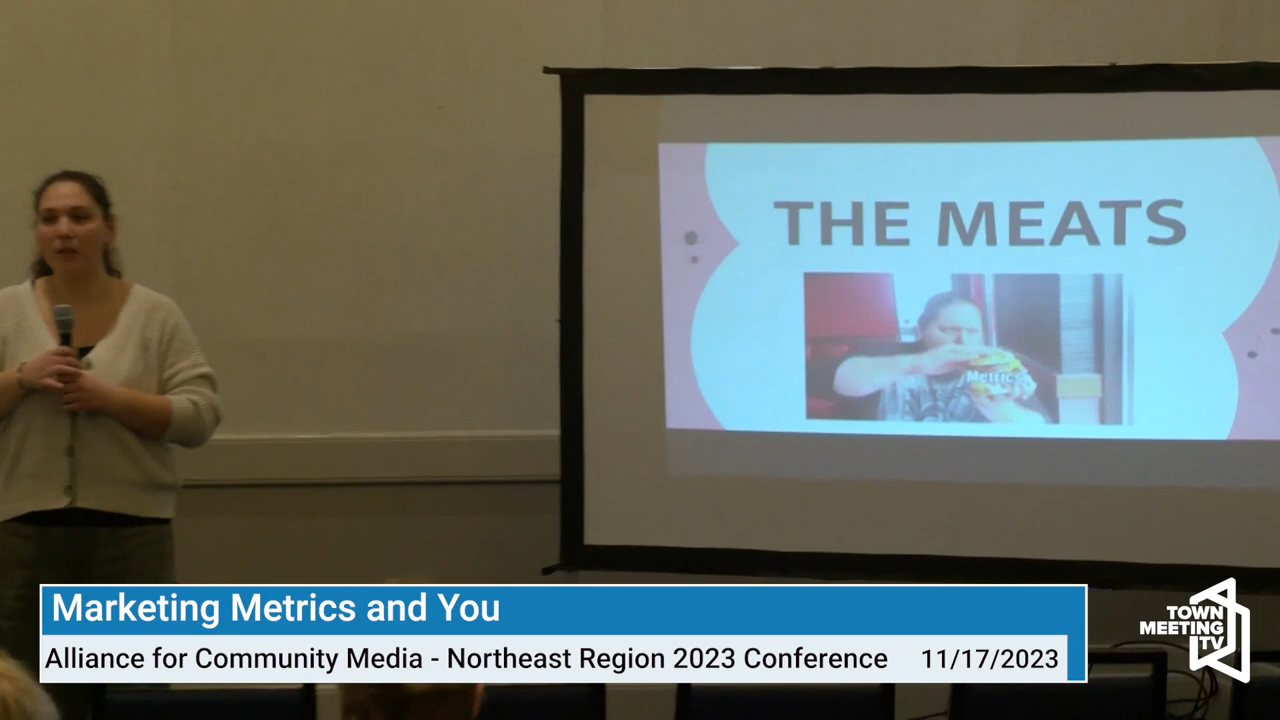 THE MEATS
Metrics
Marketing Metrics and You
Alliance for Community Media - Northeast Region 2023 Conference 11/17/2023
TOWN
MEETING
TV